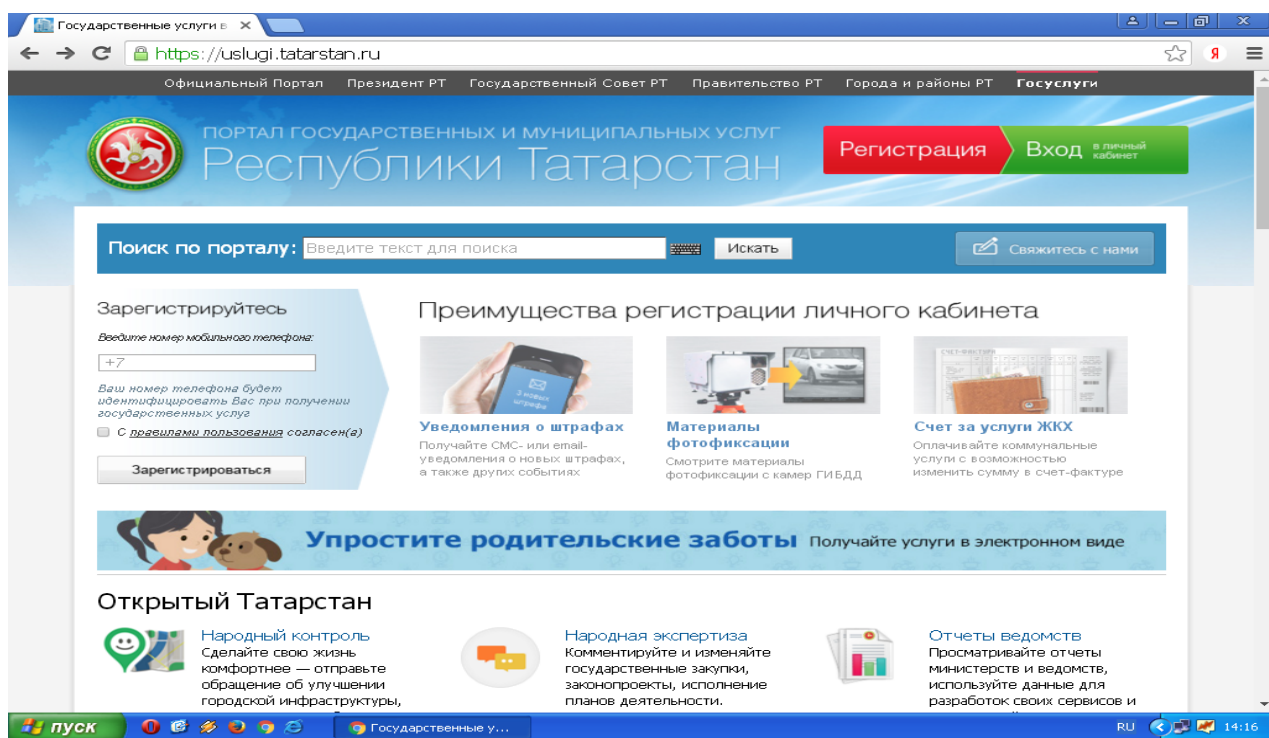 Государственные услуги в
https://uslugi.tatarstan.ru
Я
Официальный Портал Президент РТ Государственный Совет РТ Правительство РТ Города и районы РТ Госуслуги
ПОРТАЛ ГОСУДАРСТВЕННЫХ И МУНИЦИПАЛЬНЫХ УСЛУГ
Республики Татарстан
Регистрация Вход в личный кабинет
Поиск по порталу: Введите текст для поиска Искать Свяжитесь с нами
Зарегистрируйтесь
Введите номер мобильного телефона:
+7
Ваш номер телефона будет
идентифицировать Вас при получении
государственных услуг
С правилами пользования согласен(а)
Зарегистрироваться
Преимущества регистрации личного кабинета
3 новых
штрафа
Уведомления о штрафах
Получайте СМС- или email-
уведомления о новых штрафах,
а также других событиях
Материалы
фотофиксации
Смотрите материалы
фотофиксации с камер ГИБДД
СЧЕТ-ФАКТУРА
Счет за услуги ЖКХ
Оплачивайте коммунальные
услуги с возможностью
изменить сумму в счет-фактуре
Упростите родительские заботы Получайте услуги в электронном виде
Открытый Татарстан
Народный контроль
Сделайте свою жизнь
комфортнее — отправьте
обращение об улучшении
городской инфраструктуры,
Народная экспертиза
Комментируйте и изменяйте
государственные закупки,
законопроекты, исполнение
планов деятельности.
Отчеты ведомств
Просматривайте отчеты
министерств и ведомств,
используйте данные для
разработок своих сервисов и
пуск Государственные у... RU 14:16